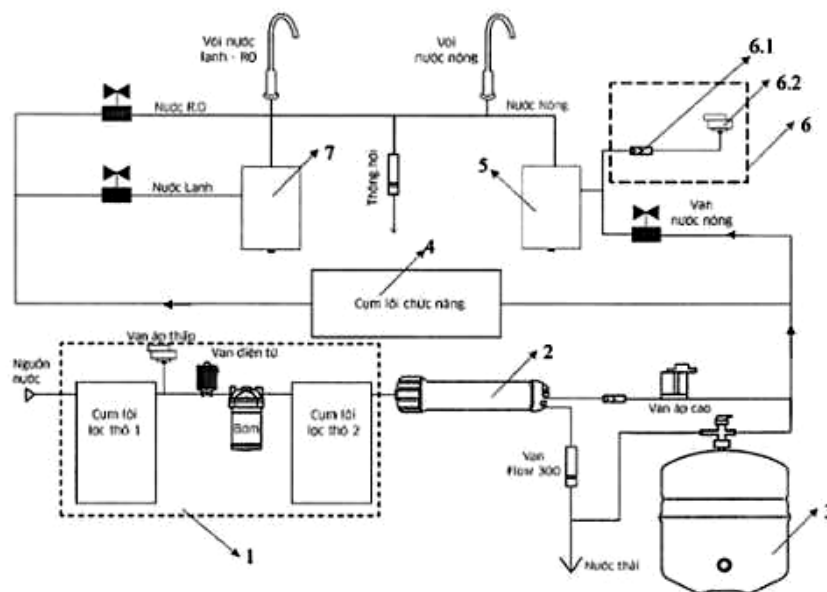 Vòi nước
lạnh - RO
Vòi
nước nóng
6.1
6.2
6
Nước R.O
Nước Nóng
7
Thông hơi
5
Nước Lạnh
Van
nước nóng
4
Cụm lõi chức năng
Van áp thấp
Van điện từ
Nguồn
nước
2
Cụm lõi
lọc thô 1
Bơm
Cụm lõi
lọc thô 2
Van áp cao
Van
Flow 300
1
Nước thải